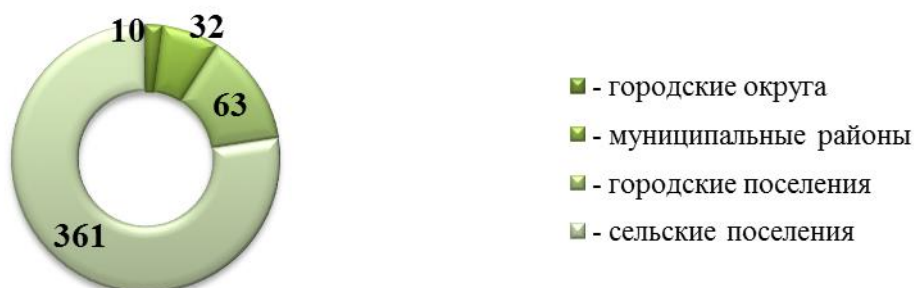 10
32
63
361
- городские округа
- муниципальные районы
- городские поселения
- сельские поселения